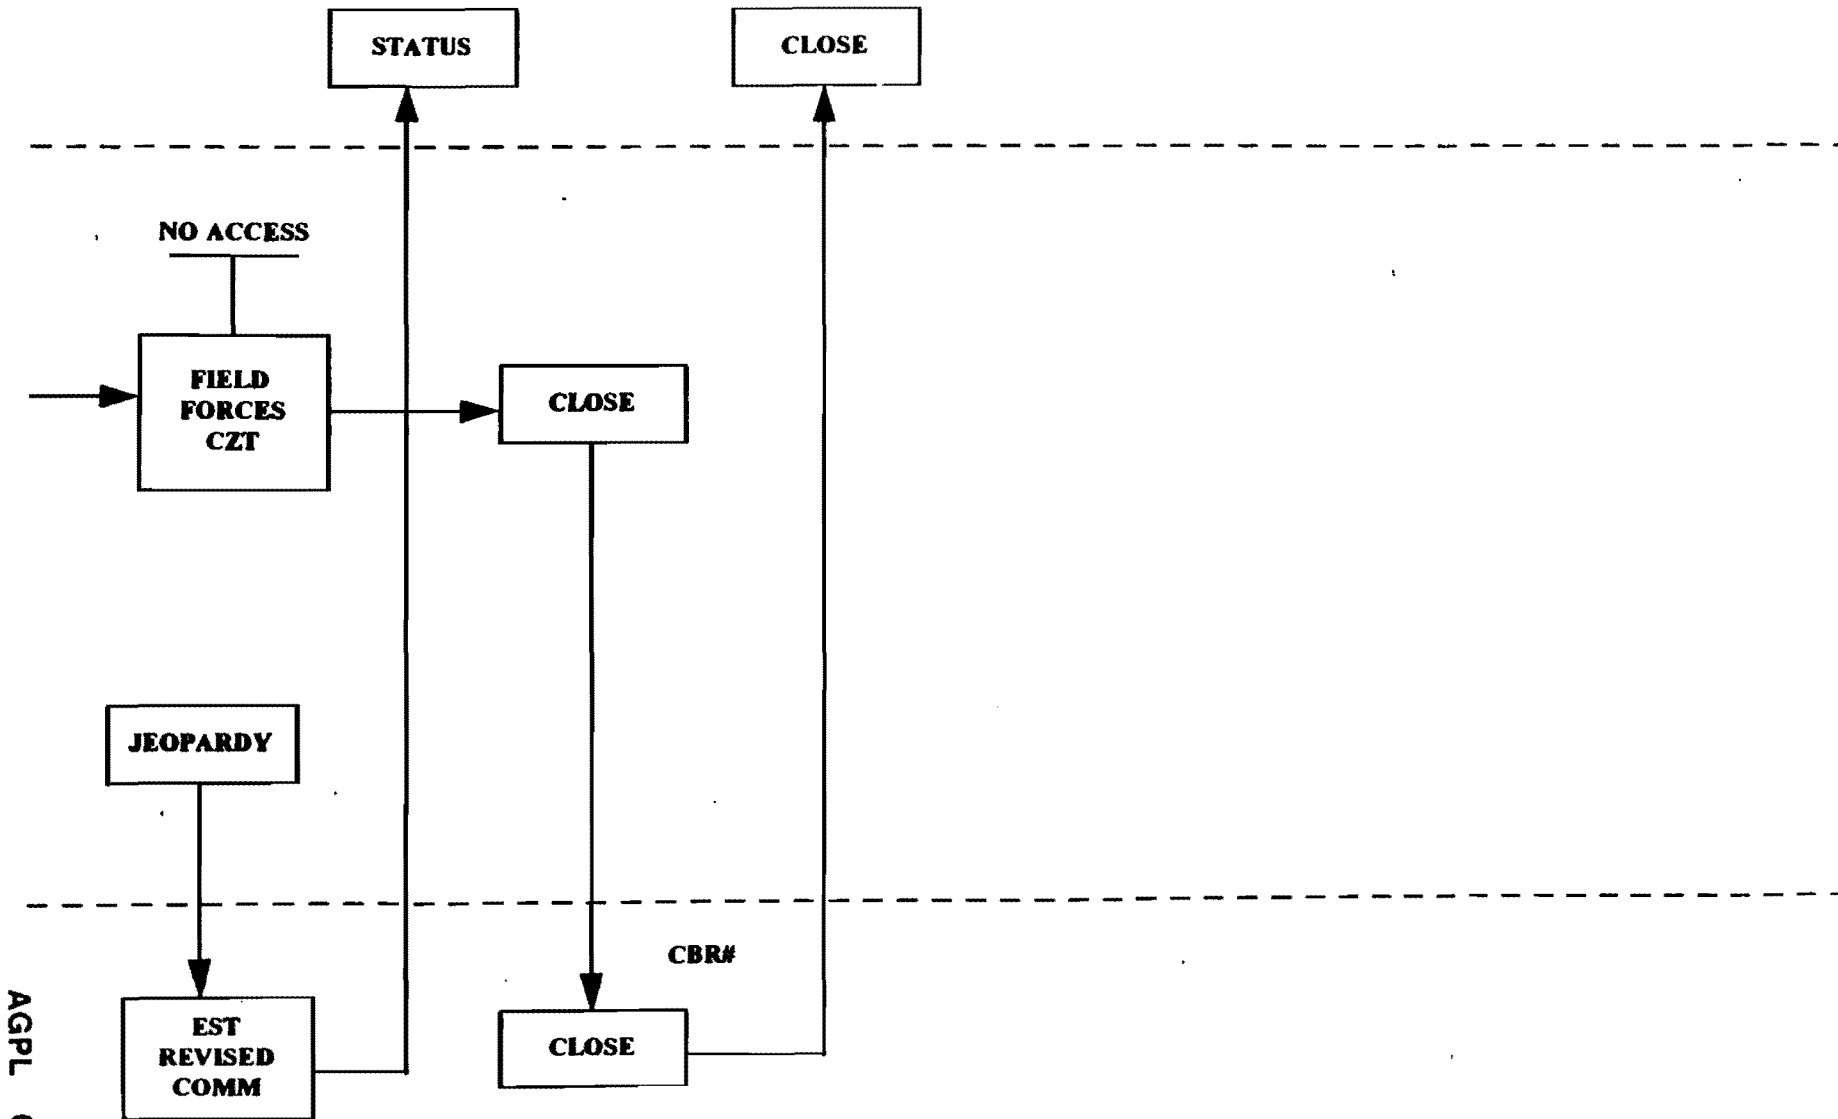 STATUS
CLOSE
NO ACCESS
FIELD
FORCES
CZT
CLOSE
JEOPARDY
CBR#
EST
REVISED
COMM
CLOSE
AGPL